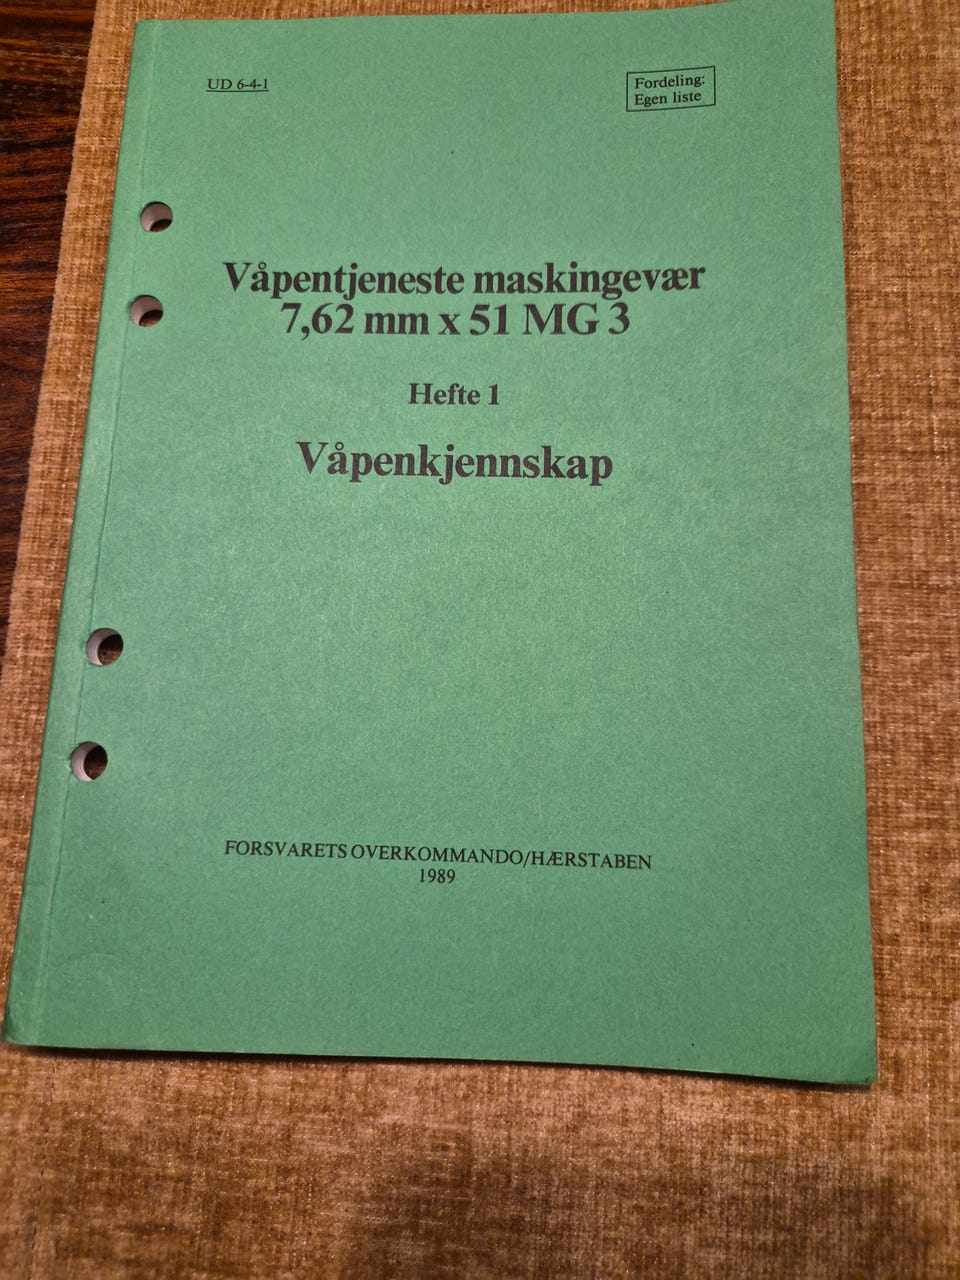 UD 6-4-1
Fordeling:
Egen liste
Våpentjeneste maskingevær
7,62 mm x 51 MG 3
Hefte 1
Våpenkjennskap
FORSVARETS OVERKOMMANDO/HÆRSTABEN
1989